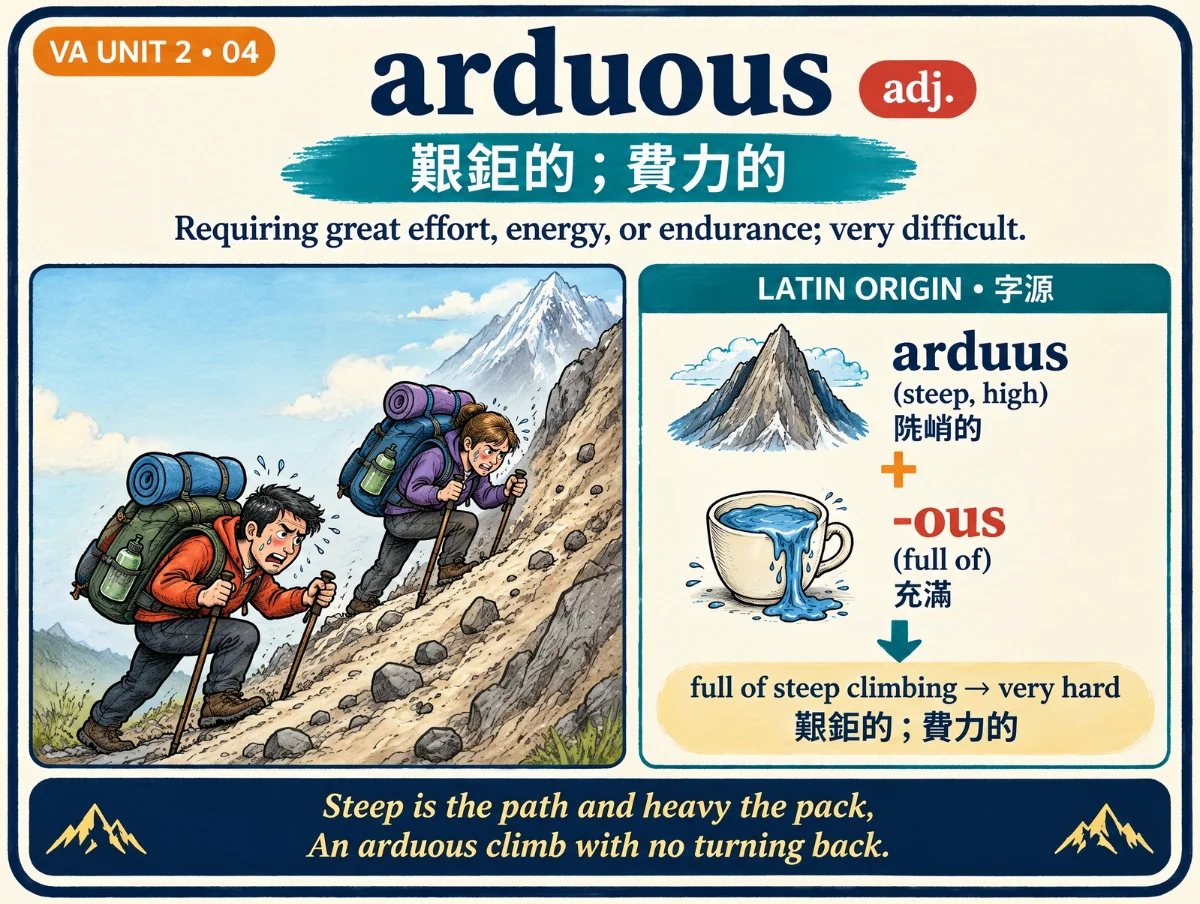 VA UNIT 2 • 04
arduous
adj.
艱鉅的；費力的
Requiring great effort, energy, or endurance; very difficult.
LATIN ORIGIN • 字源
arduus
(steep, high)
陡峭的
+
-ous
(full of)
充滿
full of steep climbing → very hard
艱鉅的；費力的
Steep is the path and heavy the pack,
An arduous climb with no turning back.